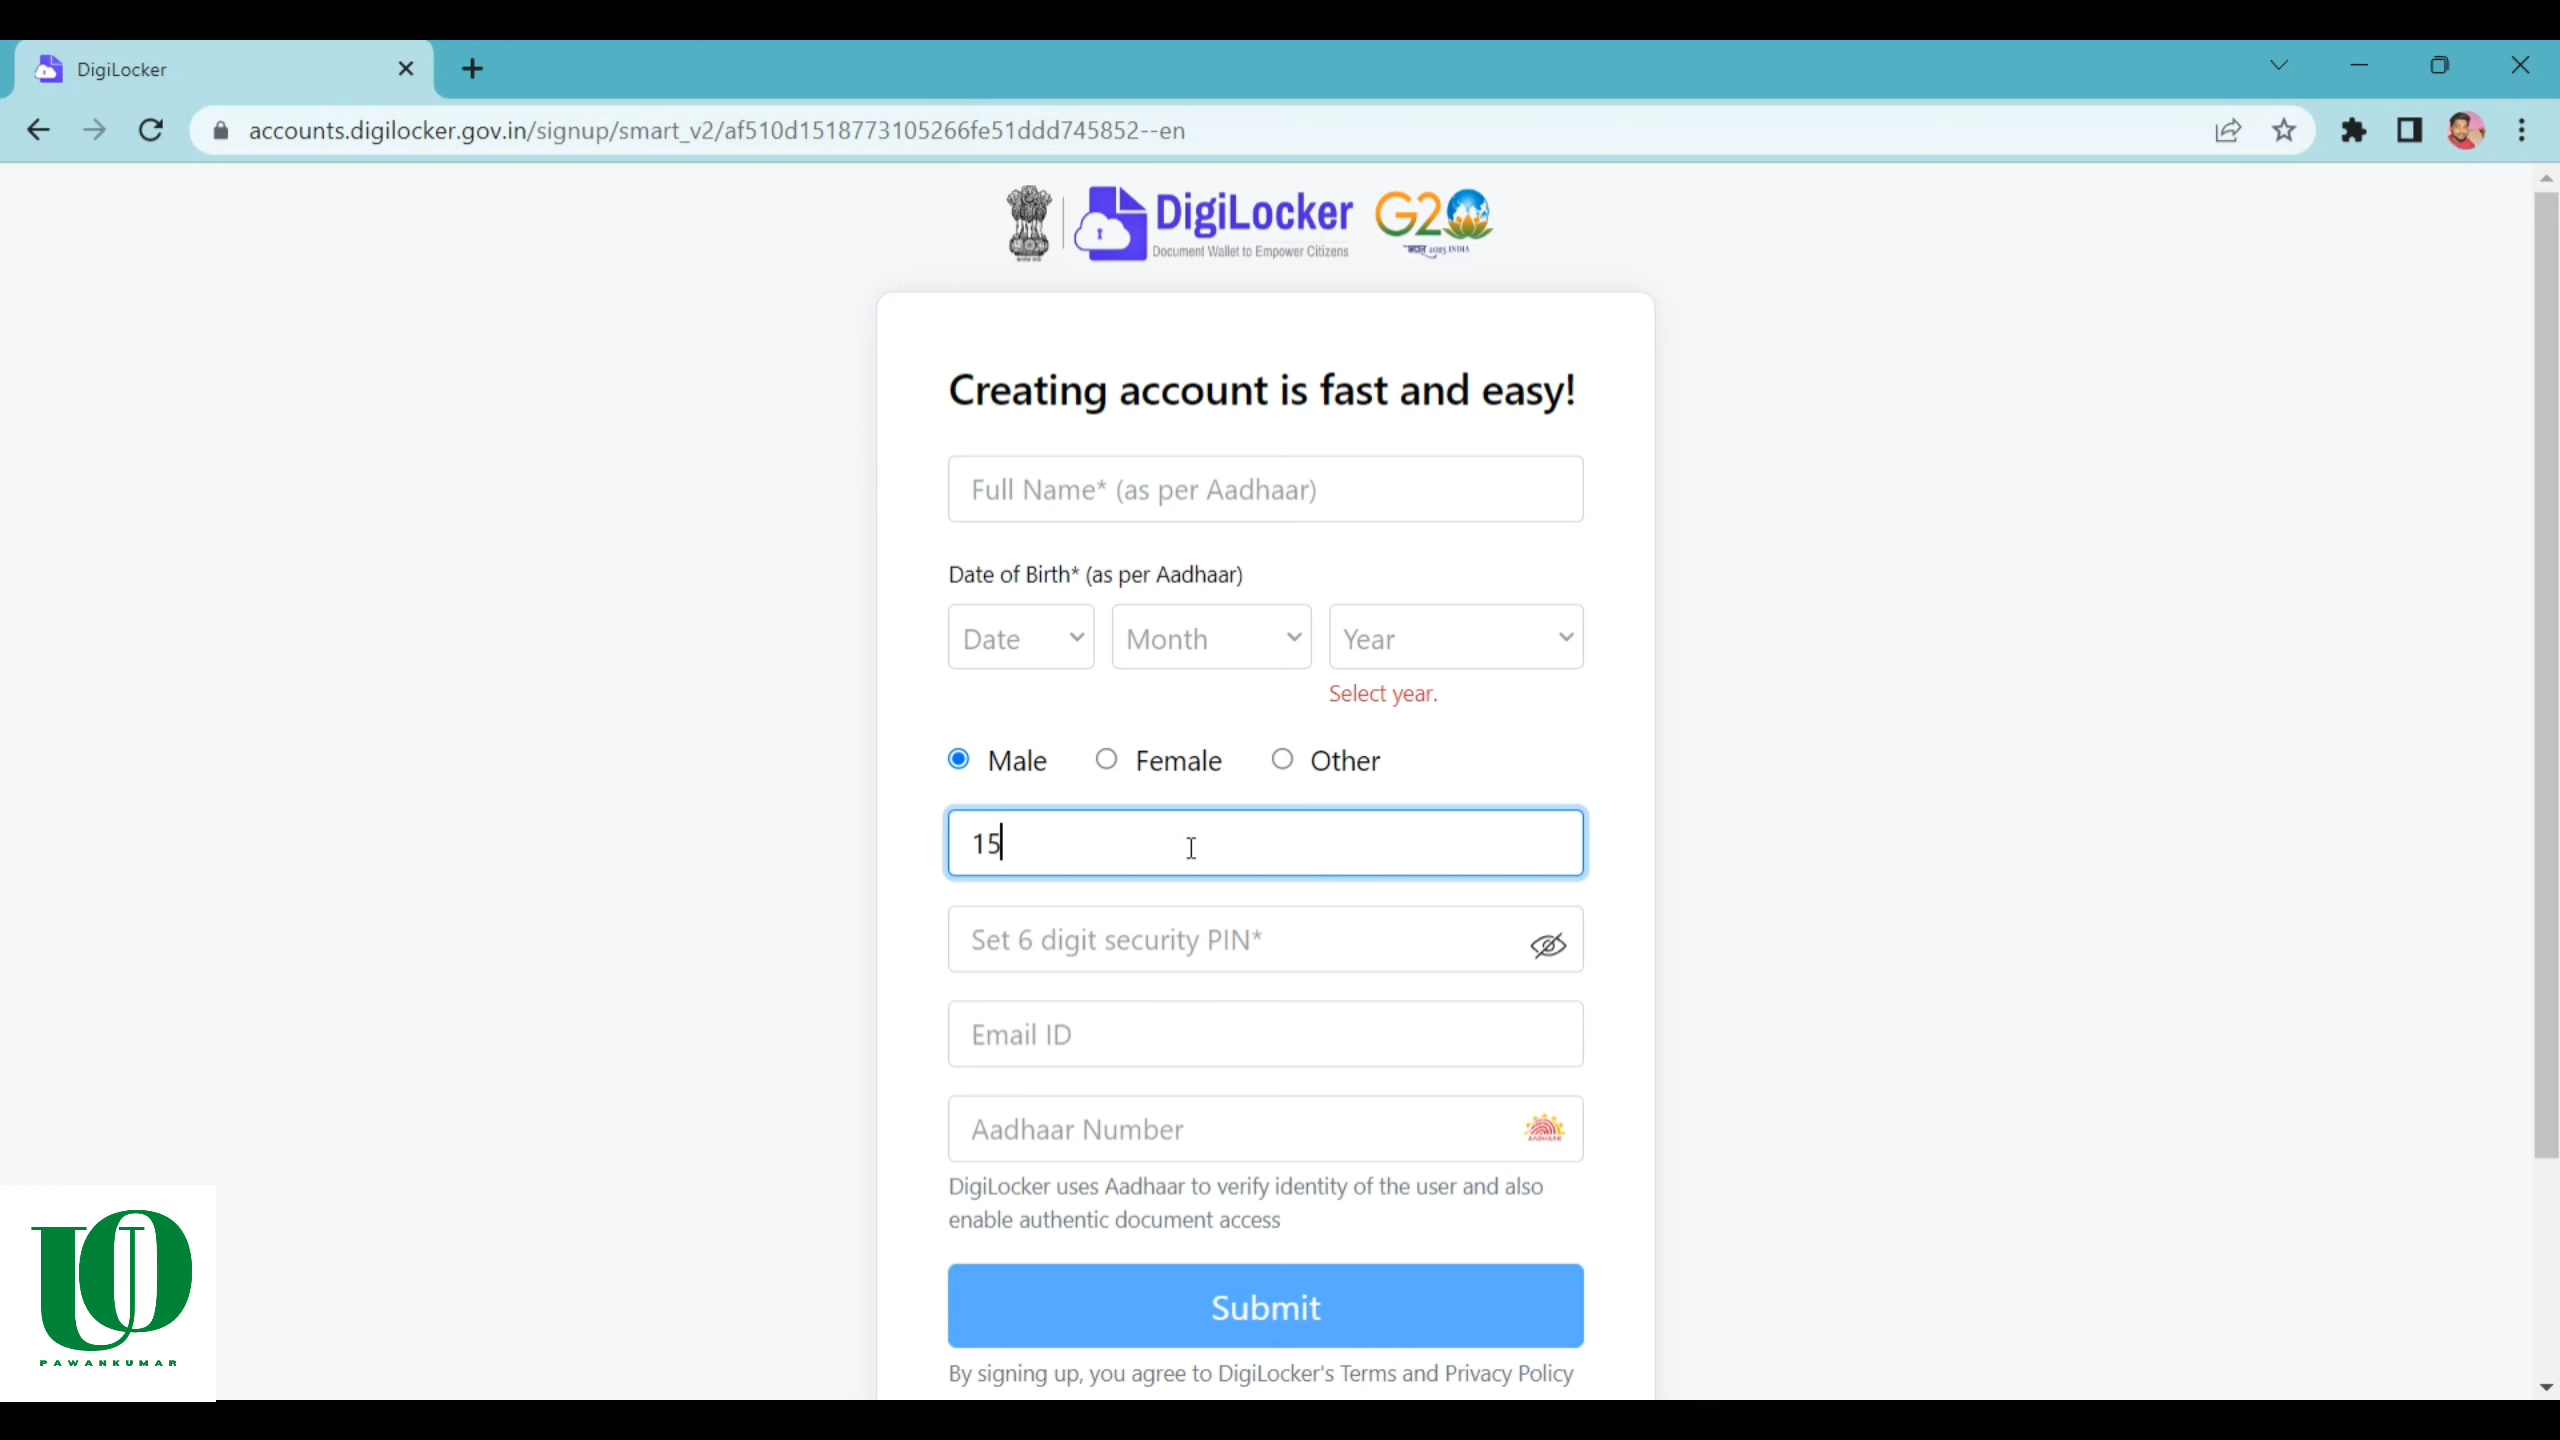 DigiLocker
accounts.digilocker.gov.in/signup/smart_v2/af510d1518773105266fe51ddd745852--en
DigiLocker
Document Wallet to Empower Citizens
G20
2023 INDIA
Creating account is fast and easy!
Full Name* (as per Aadhaar)
Date of Birth* (as per Aadhaar)
Date Month Year
Select year.
Male Female Other
15
Set 6 digit security PIN*
Email ID
Aadhaar Number
AADHAAR
DigiLocker uses Aadhaar to verify identity of the user and also
enable authentic document access
Submit
By signing up, you agree to DigiLocker's Terms and Privacy Policy
UO
PAWANKUMAR